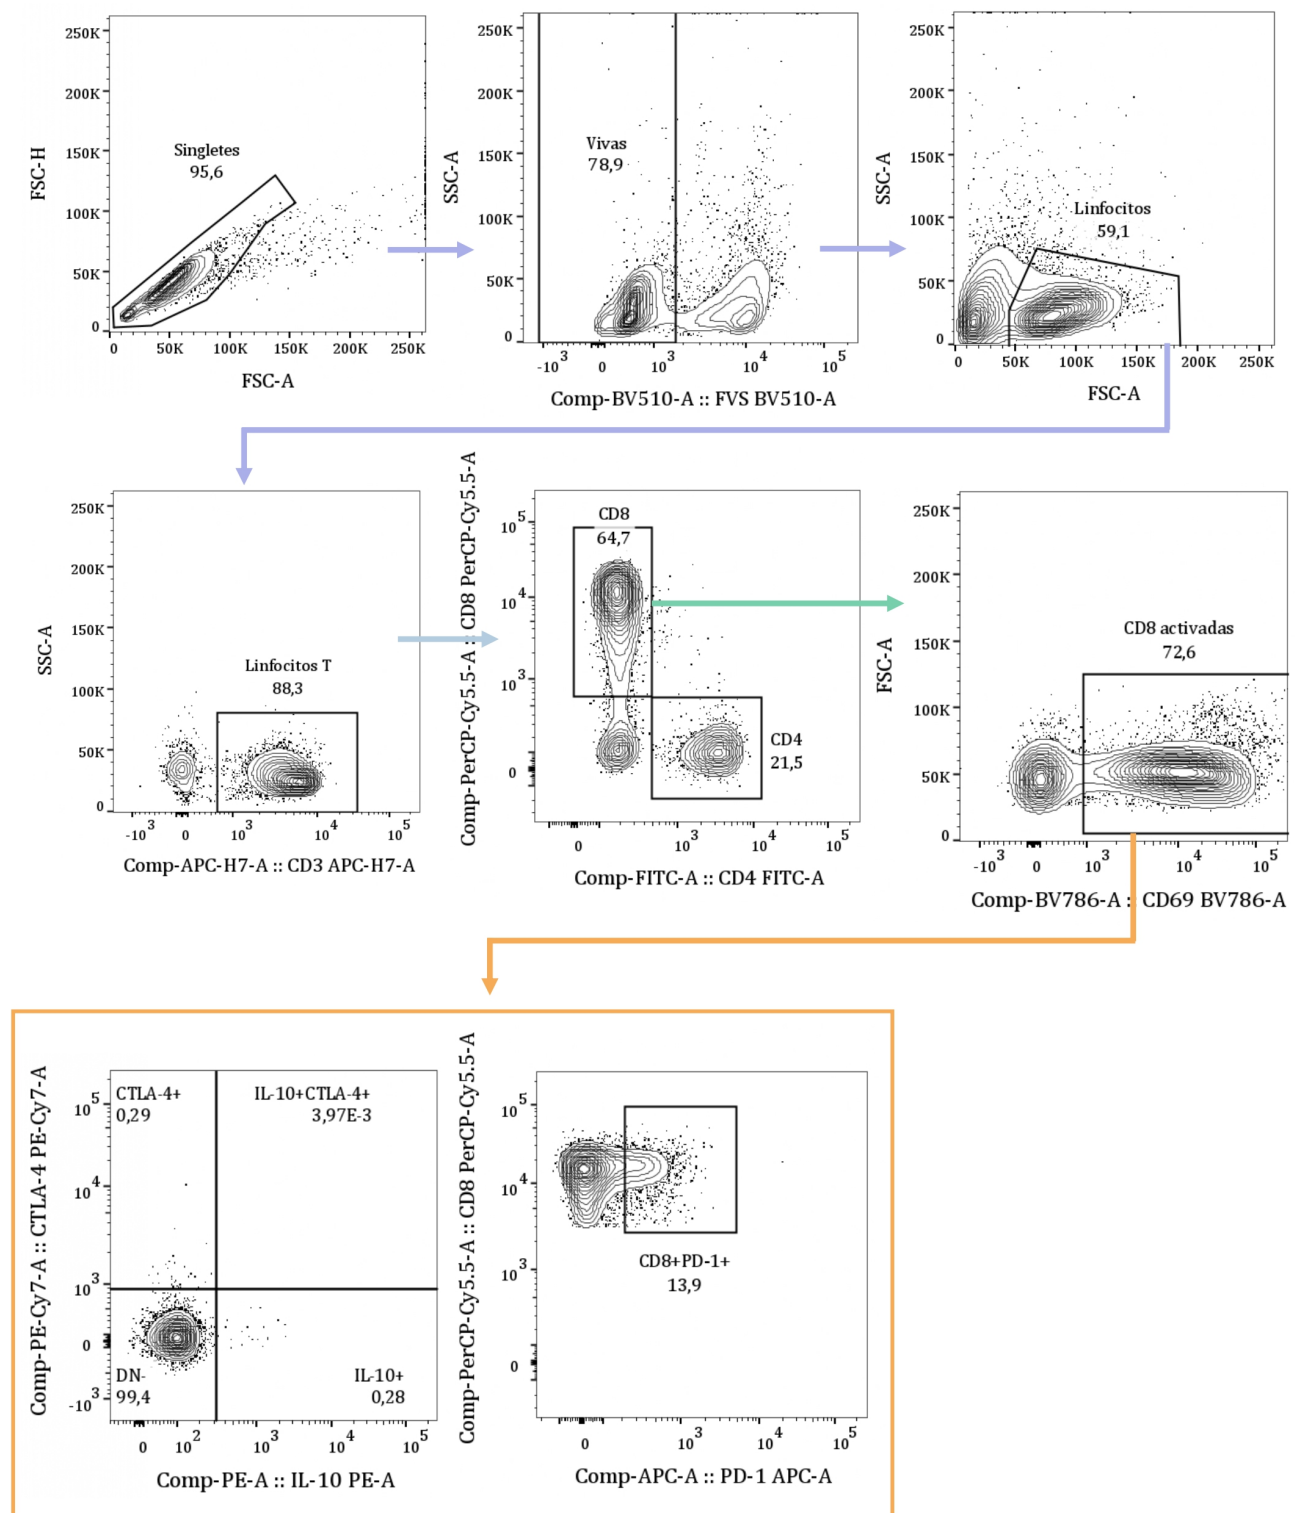 250K
200K
150K
100K
50K
0
FSC-H
Singletes
95,6
0 50K 100K 150K 200K 250K
FSC-A
250K
200K
150K
100K
50K
0
SSC-A
Vivas
78,9
-10³ 0 10³ 10⁴ 10⁵
Comp-BV510-A :: FVS BV510-A
250K
200K
150K
100K
50K
0
SSC-A
Linfocitos
59,1
0 50K 100K 150K 200K 250K
FSC-A
250K
200K
150K
100K
50K
0
SSC-A
Linfocitos T
88,3
-10³ 0 10³ 10⁴ 10⁵
Comp-APC-H7-A :: CD3 APC-H7-A
Comp-PerCP-Cy5.5-A :: CD8 PerCP-Cy5.5-A
10⁵
10⁴
10³
0
CD8
64,7
CD4
21,5
0 10³ 10⁴ 10⁵
Comp-FITC-A :: CD4 FITC-A
250K
200K
150K
100K
50K
0
FSC-A
CD8 activadas
72,6
-10³ 0 10³ 10⁴ 10⁵
Comp-BV786-A :: CD69 BV786-A
Comp-PE-Cy7-A :: CTLA-4 PE-Cy7-A
10⁵
10⁴
10³
10
0
-10³
CTLA-4+
0,29
IL-10+CTLA-4+
3,97E-3
DN-
99,4
IL-10+
0,28
0 10² 10³ 10⁴ 10⁵
Comp-PE-A :: IL-10 PE-A
Comp-PerCP-Cy5.5-A :: CD8 PerCP-Cy5.5-A
10⁵
10⁴
10³
0
CD8+PD-1+
13,9
0 10³ 10⁴ 10⁵
Comp-APC-A :: PD-1 APC-A